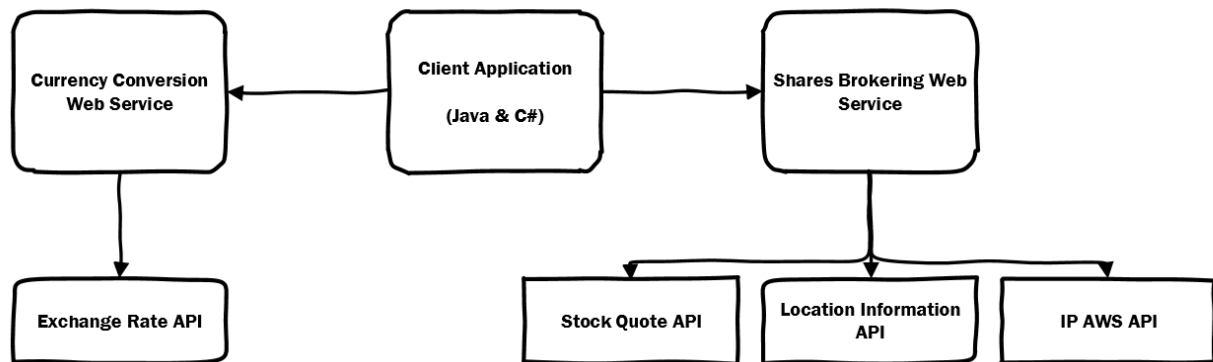 Currency Conversion
Web Service
Client Application
(Java & C#)
Shares Brokering Web
Service
Exchange Rate API
Stock Quote API
Location Information
API
IP AWS API